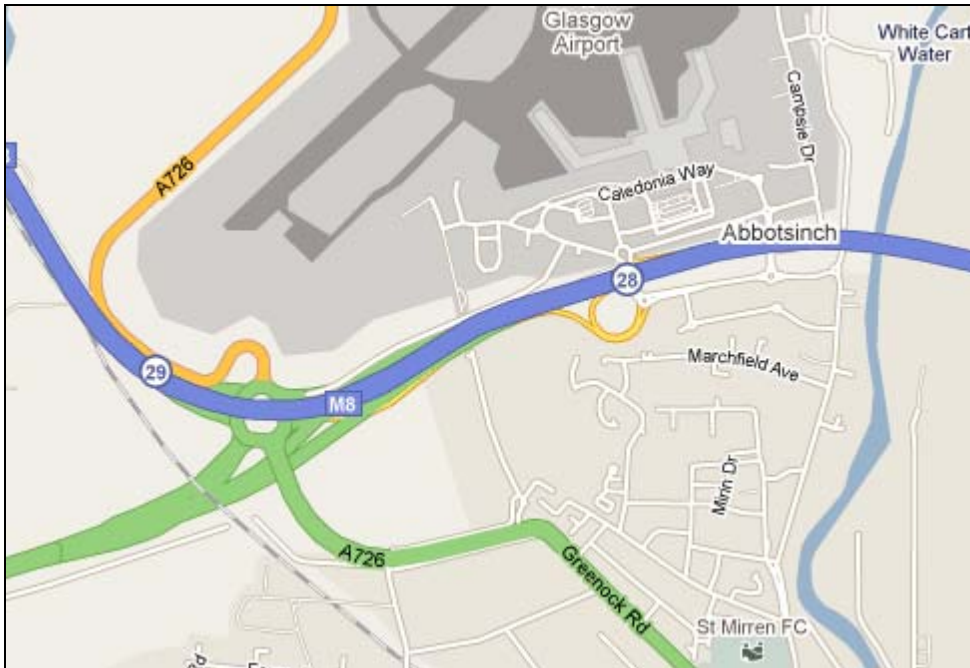 Glasgow
Airport
White Cart
Water
Campsie Dr
A726
Caledonia Way
Abbotsinch
28
Marchfield Ave
29
M8
Minn Dr
A726
Greenock Rd
St Mirren FC